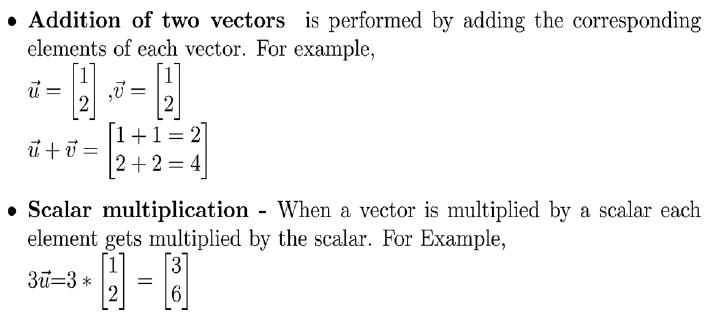 • Addition of two vectors is performed by adding the corresponding
elements of each vector. For example,
$\vec{u} = \begin{bmatrix} 1 \\ 2 \end{bmatrix}$ ,$\vec{v} = \begin{bmatrix} 1 \\ 2 \end{bmatrix}$
$\vec{u} + \vec{v} = \begin{bmatrix} 1 + 1 = 2 \\ 2 + 2 = 4 \end{bmatrix}$
• Scalar multiplication - When a vector is multiplied by a scalar each
element gets multiplied by the scalar. For Example,
$3\vec{u}$=$3 * \begin{bmatrix} 1 \\ 2 \end{bmatrix} = \begin{bmatrix} 3 \\ 6 \end{bmatrix}$